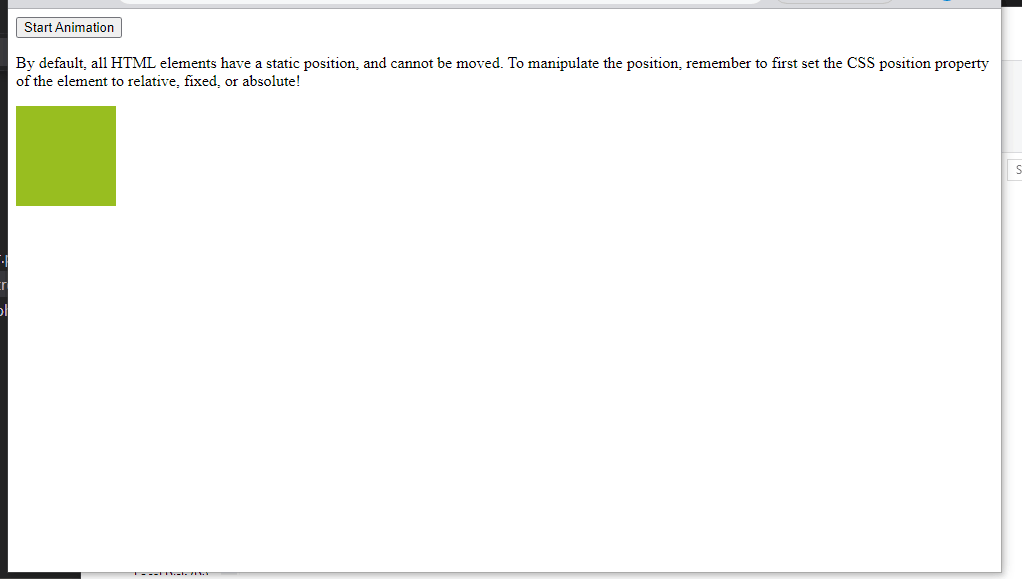 Start Animation
By default, all HTML elements have a static position, and cannot be moved. To manipulate the position, remember to first set the CSS position property
of the element to relative, fixed, or absolute!